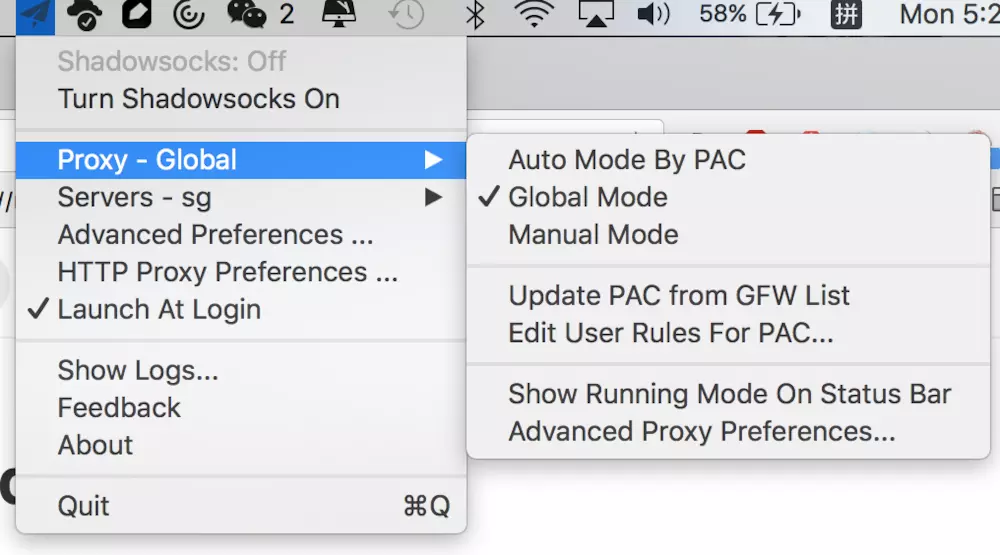 2
58%
拼
Mon 5:2
Shadowsocks: Off
Turn Shadowsocks On
Proxy - Global
Servers - sg
Advanced Preferences ...
HTTP Proxy Preferences ...
Launch At Login
Show Logs...
Feedback
About
Quit ⌘Q
Auto Mode By PAC
Global Mode
Manual Mode
Update PAC from GFW List
Edit User Rules For PAC...
Show Running Mode On Status Bar
Advanced Proxy Preferences...